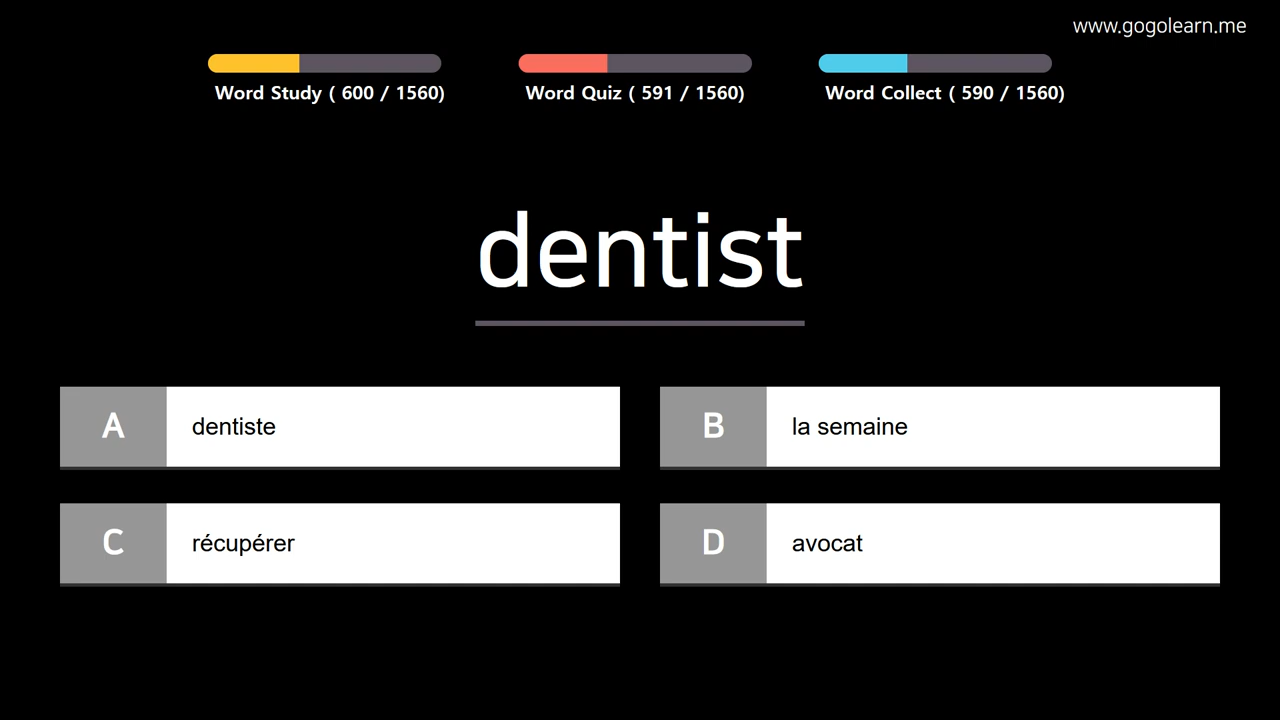 www.gogolearn.me
Word Study ( 600 / 1560)
Word Quiz ( 591 / 1560)
Word Collect ( 590 / 1560)
dentist
A dentiste
B la semaine
C récupérer
D avocat